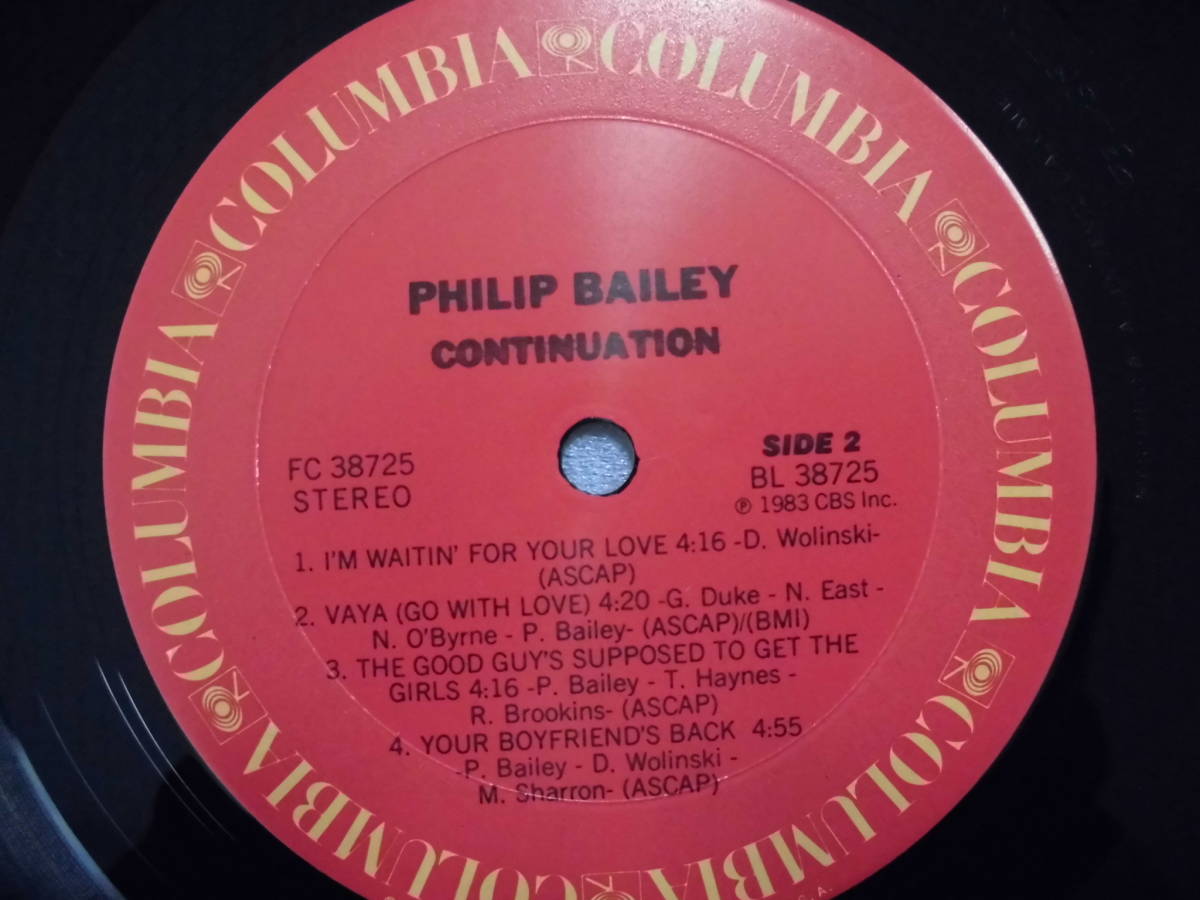 COLUMBIA COLUMBIA COLUMBIA COLUMBIA COLUMBIA COLUMBIA COLUMBIA COLUMBIA
PHILIP BAILEY
CONTINUATION
FC 38725
STEREO
SIDE 2
BL 38725
℗ 1983 CBS Inc.
1. I'M WAITIN' FOR YOUR LOVE 4:16 -D. Wolinski-
(ASCAP)
2. VAYA (GO WITH LOVE) 4:20 -G. Duke - N. East -
N. O'Byrne - P. Bailey- (ASCAP)/(BMI)
3. THE GOOD GUY'S SUPPOSED TO GET THE
GIRLS 4:16 -P. Bailey - T. Haynes -
R. Brookins- (ASCAP)
4. YOUR BOYFRIEND'S BACK 4:55
-P. Bailey - D. Wolinski -
M. Sharron- (ASCAP)